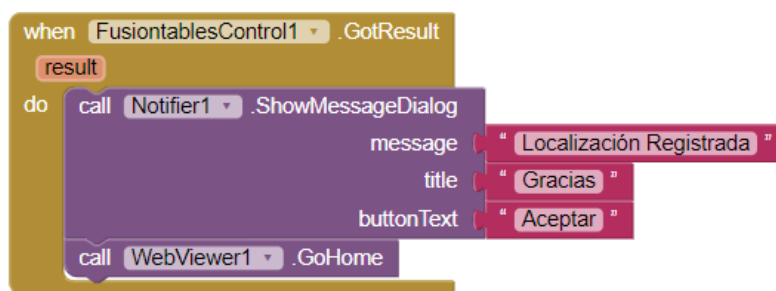 when FusiontablesControl1 .GotResult
result
do call Notifier1 .ShowMessageDialog
message " Localización Registrada "
title " Gracias "
buttonText " Aceptar "
call WebViewer1 .GoHome